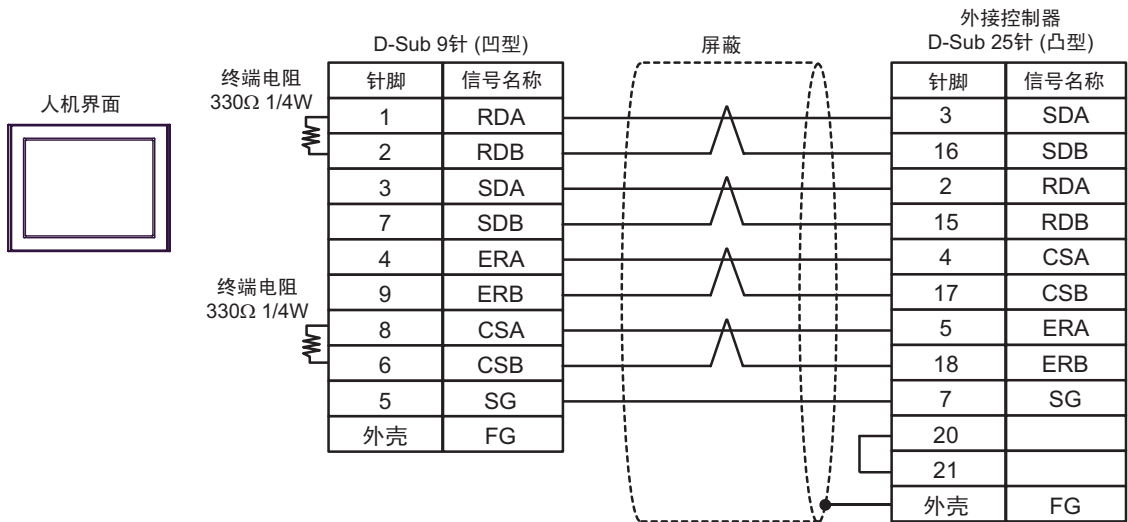 外接控制器
D-Sub 9针 (凹型) 屏蔽 D-Sub 25针 (凸型)
人机界面
终端电阻
330Ω 1/4W
终端电阻
330Ω 1/4W
针脚 信号名称
1 RDA
2 RDB
3 SDA
7 SDB
4 ERA
9 ERB
8 CSA
6 CSB
5 SG
外壳 FG
针脚 信号名称
3 SDA
16 SDB
2 RDA
15 RDB
4 CSA
17 CSB
5 ERA
18 ERB
7 SG
20
21
外壳 FG